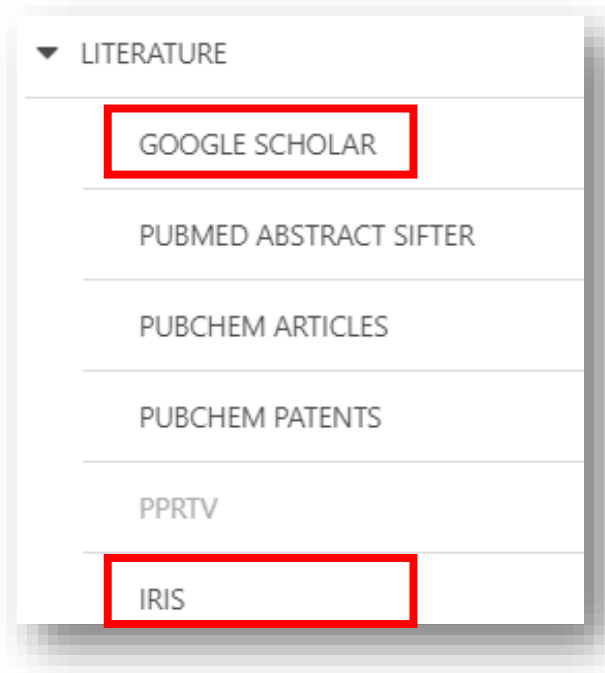 LITERATURE
GOOGLE SCHOLAR
PUBMED ABSTRACT SIFTER
PUBCHEM ARTICLES
PUBCHEM PATENTS
PPRTV
IRIS